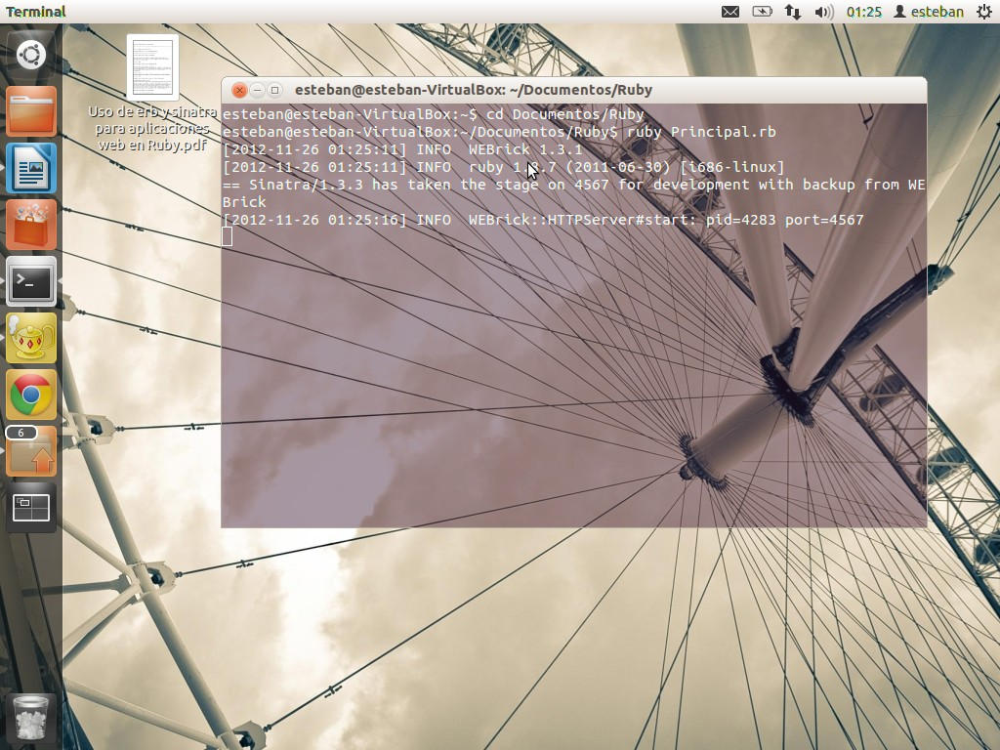 Terminal
01:25
esteban
Uso de erb y sinatra
para aplicaciones
web en Ruby.pdf
esteban@esteban-VirtualBox: ~/Documentos/Ruby
esteban@esteban-VirtualBox:~$ cd Documentos/Ruby
esteban@esteban-VirtualBox:~/Documentos/Ruby$ ruby Principal.rb
[2012-11-26 01:25:11] INFO  WEBrick 1.3.1
[2012-11-26 01:25:11] INFO  ruby 1.8.7 (2011-06-30) [i686-linux]
== Sinatra/1.3.3 has taken the stage on 4567 for development with backup from WE
Brick
[2012-11-26 01:25:16] INFO  WEBrick::HTTPServer#start: pid=4283 port=4567
6